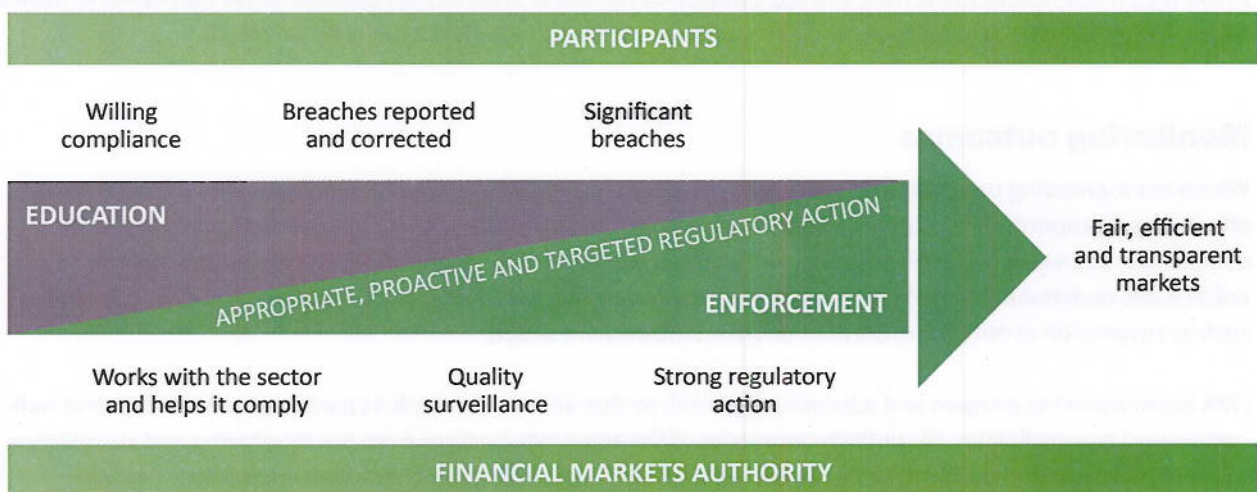 PARTICIPANTS
Willing
compliance
Breaches reported
and corrected
Significant
breaches
EDUCATION
APPROPRIATE, PROACTIVE AND TARGETED REGULATORY ACTION
ENFORCEMENT
Fair, efficient
and transparent
markets
Works with the sector
and helps it comply
Quality
surveillance
Strong regulatory
action
FINANCIAL MARKETS AUTHORITY